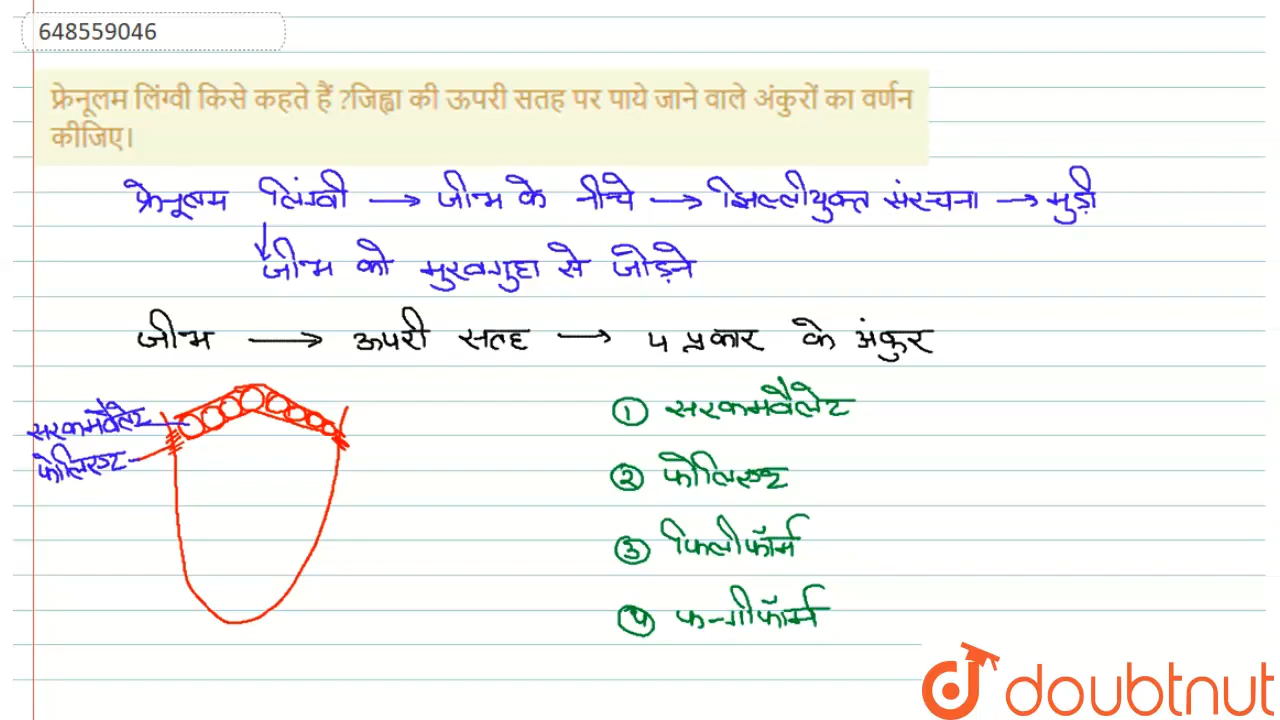 648559046
फ्रेनूलम लिंग्वी किसे कहते हैं ?जिह्वा की ऊपरी सतह पर पाये जाने वाले अंकुरों का वर्णन
कीजिए।
फ्रेनूलम लिंग्वी → जीभ के नीचे → झिल्लीयुक्त संरचना → मुड़ी
↓
जीभ को मुखगुहा से जोड़ने
जीभ → ऊपरी सतह → 4 प्रकार के अंकुर
सरकमवैलेट
फोलिएट
① सरकमवैलेट
② फोलिएट
③ फिलीफॉर्म
④ फन्गीफॉर्म
doubtnut